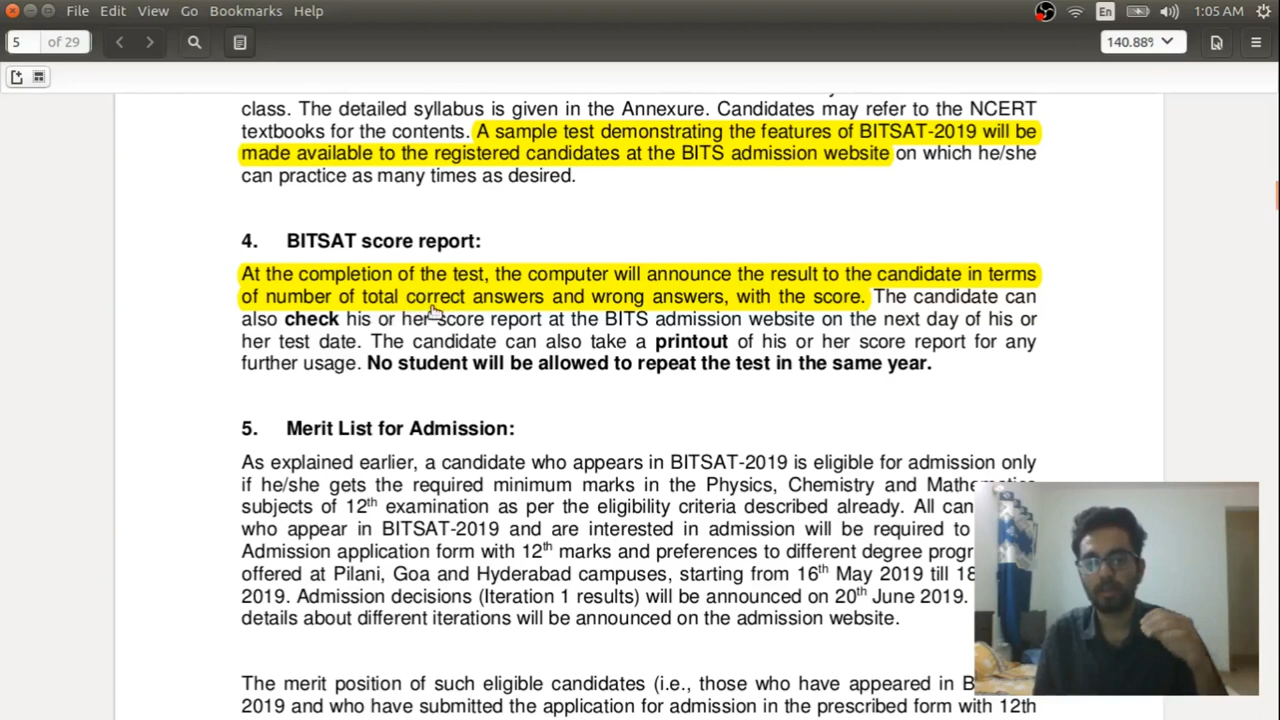 File Edit View Go Bookmarks Help En 1:05 AM
5 of 29 140.88%
class. The detailed syllabus is given in the Annexure. Candidates may refer to the NCERT
textbooks for the contents. A sample test demonstrating the features of BITSAT-2019 will be
made available to the registered candidates at the BITS admission website on which he/she
can practice as many times as desired.
4. BITSAT score report:
At the completion of the test, the computer will announce the result to the candidate in terms
of number of total correct answers and wrong answers, with the score. The candidate can
also check his or her score report at the BITS admission website on the next day of his or
her test date. The candidate can also take a printout of his or her score report for any
further usage. No student will be allowed to repeat the test in the same year.
5. Merit List for Admission:
As explained earlier, a candidate who appears in BITSAT-2019 is eligible for admission only
if he/she gets the required minimum marks in the Physics, Chemistry and Mathematics
subjects of 12th examination as per the eligibility criteria described already. All can
who appear in BITSAT-2019 and are interested in admission will be required to
Admission application form with 12th marks and preferences to different degree progr
offered at Pilani, Goa and Hyderabad campuses, starting from 16th May 2019 till 18
2019. Admission decisions (Iteration 1 results) will be announced on 20th June 2019.
details about different iterations will be announced on the admission website.
The merit position of such eligible candidates (i.e., those who have appeared in B
2019 and who have submitted the application for admission in the prescribed form with 12th